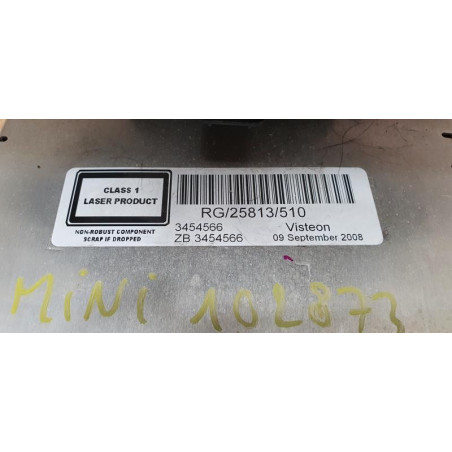 CLASS 1
LASER PRODUCT
NON-ROBUST COMPONENT
SCRAP IF DROPPED
RG/25813/510
3454566 Visteon
ZB 3454566 09 September 2008
MINI 102873